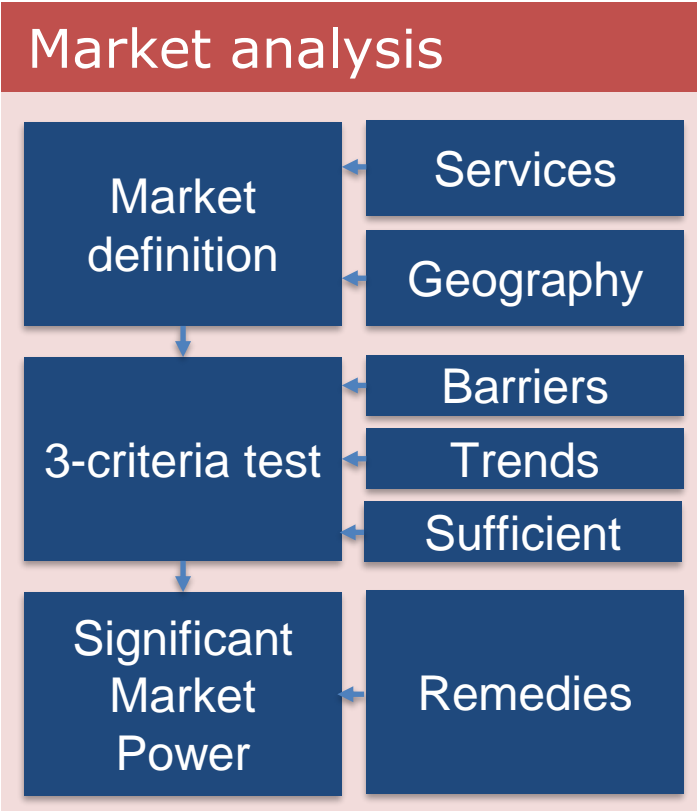 Market analysis
Market
definition
Services
Geography
3-criteria test
Barriers
Trends
Sufficient
Significant
Market
Power
Remedies